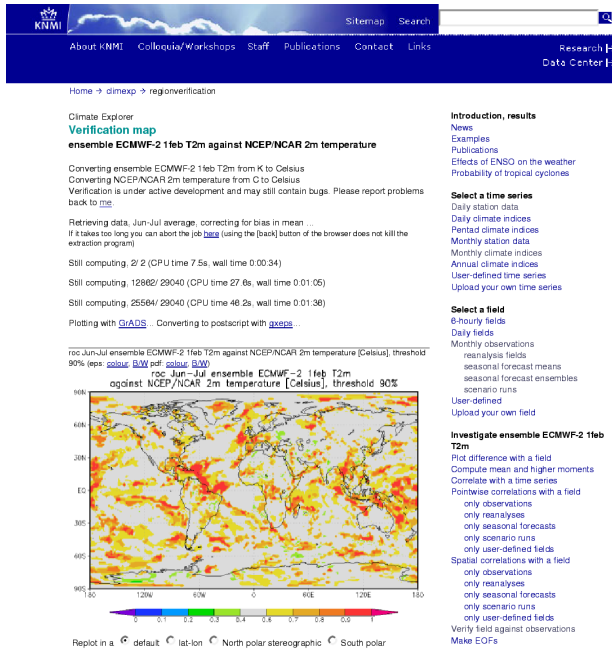 KNMI
Sitemap Search
About KNMI Colloquia/Workshops Staff Publications Contact Links
Research
Data Center
Home → climexp → regionverification
Climate Explorer
Verification map
ensemble ECMWF-2 1feb T2m against NCEP/NCAR 2m temperature
Converting ensemble ECMWF-2 1feb T2m from K to Celsius
Converting NCEP/NCAR 2m temperature from C to Celsius
Verification is under active development and may still contain bugs. Please report problems
back to me.
Retrieving data, Jun-Jul average, correcting for bias in mean ...
If it takes too long you can abort the job here (using the [back] button of the browser does not kill the
extraction program)
Still computing, 2/ 2 (CPU time 7.5s, wall time 0:00:34)
Still computing, 12862/ 29040 (CPU time 27.6s, wall time 0:01:05)
Still computing, 25564/ 29040 (CPU time 46.2s, wall time 0:01:36)
Plotting with GrADS... Converting to postscript with gxeps...
roc Jun-Jul ensemble ECMWF-2 1feb T2m against NCEP/NCAR 2m temperature [Celsius], threshold
90% (eps: colour, B/W pdf: colour, B/W)
roc Jun-Jul ensemble ECMWF-2 1feb T2m
against NCEP/NCAR 2m temperature [Celsius], threshold 90%
90N
60N
30N
EQ
30S
60S
90S
180 120W 60W 0 60E 120E 180
0 0.1 0.2 0.3 0.4 0.6 0.7 0.8 0.9 1
Replot in a default lat-lon North polar stereographic South polar
Introduction, results
News
Examples
Publications
Effects of ENSO on the weather
Probability of tropical cyclones
Select a time series
Daily station data
Daily climate indices
Pentad climate indices
Monthly station data
Monthly climate indices
Annual climate indices
User-defined time series
Upload your own time series
Select a field
6-hourly fields
Daily fields
Monthly observations
reanalysis fields
seasonal forecast means
seasonal forecast ensembles
scenario runs
User-defined
Upload your own field
Investigate ensemble ECMWF-2 1feb
T2m
Plot difference with a field
Compute mean and higher moments
Correlate with a time series
Pointwise correlations with a field
only observations
only reanalyses
only seasonal forecasts
only scenario runs
only user-defined fields
Spatial correlations with a field
only observations
only reanalyses
only seasonal forecasts
only scenario runs
only user-defined fields
Verify field against observations
Make EOFs